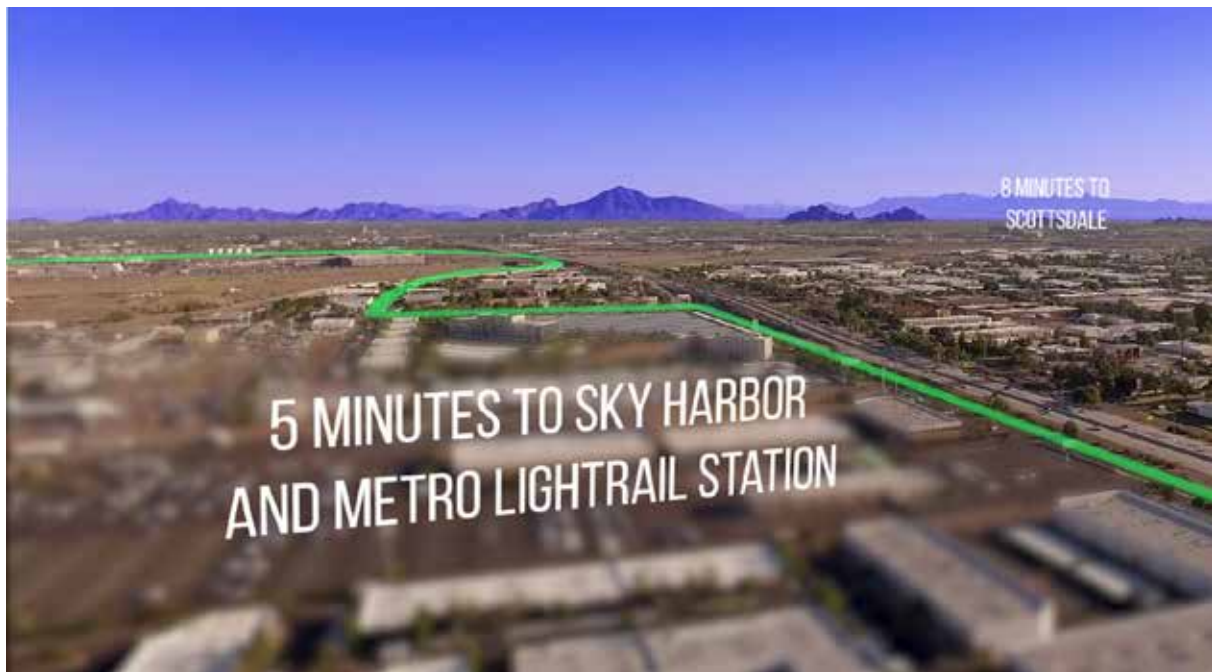 8 MINUTES TO
SCOTTSDALE
5 MINUTES TO SKY HARBOR
AND METRO LIGHTRAIL STATION